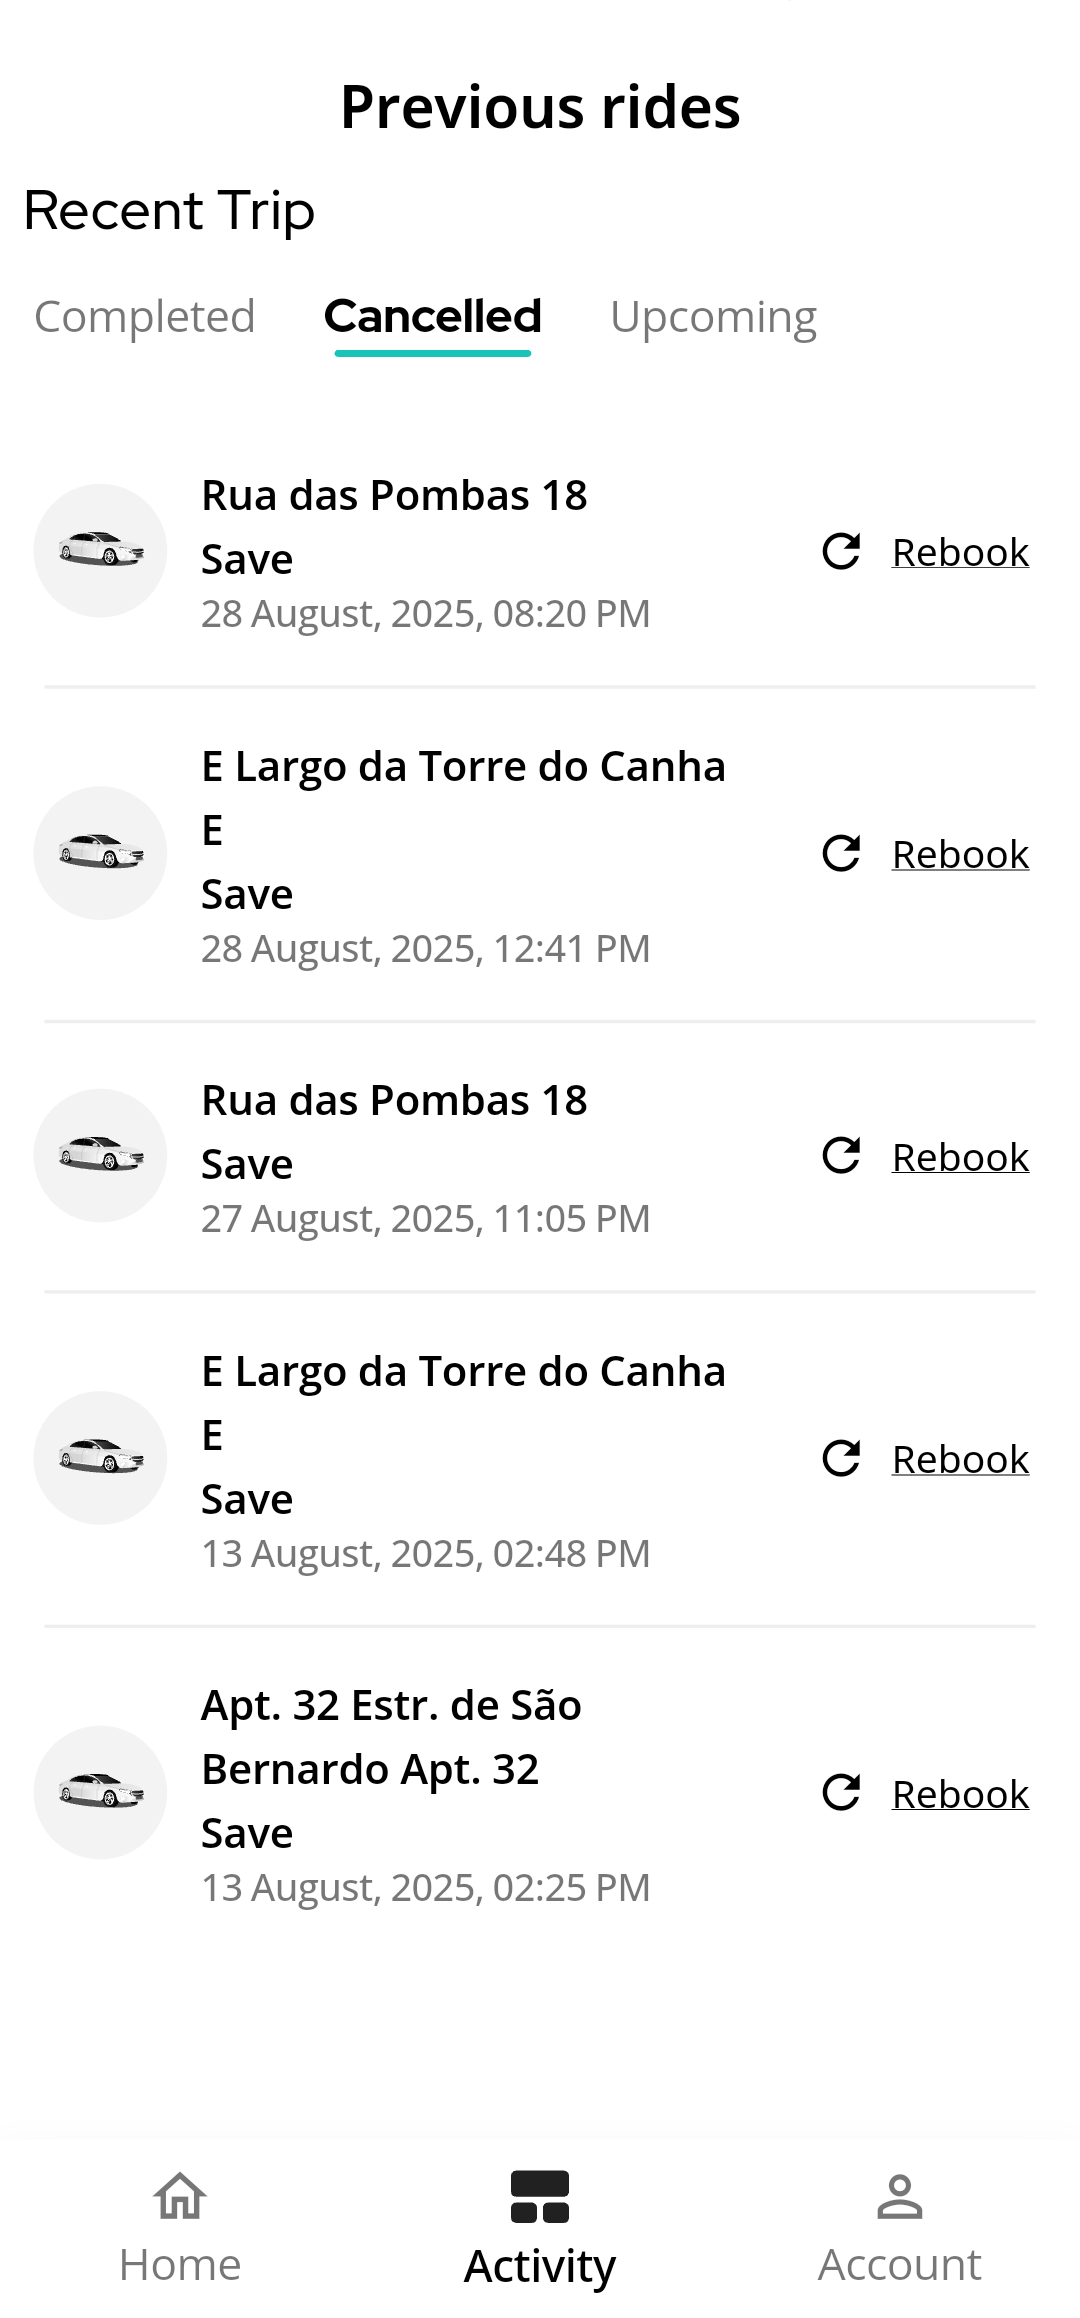 Previous rides
Recent Trip
Completed Cancelled Upcoming
Rua das Pombas 18
Save
28 August, 2025, 08:20 PM
Rebook
E Largo da Torre do Canha
E
Save
28 August, 2025, 12:41 PM
Rebook
Rua das Pombas 18
Save
27 August, 2025, 11:05 PM
Rebook
E Largo da Torre do Canha
E
Save
13 August, 2025, 02:48 PM
Rebook
Apt. 32 Estr. de São
Bernardo Apt. 32
Save
13 August, 2025, 02:25 PM
Rebook
Home Activity Account